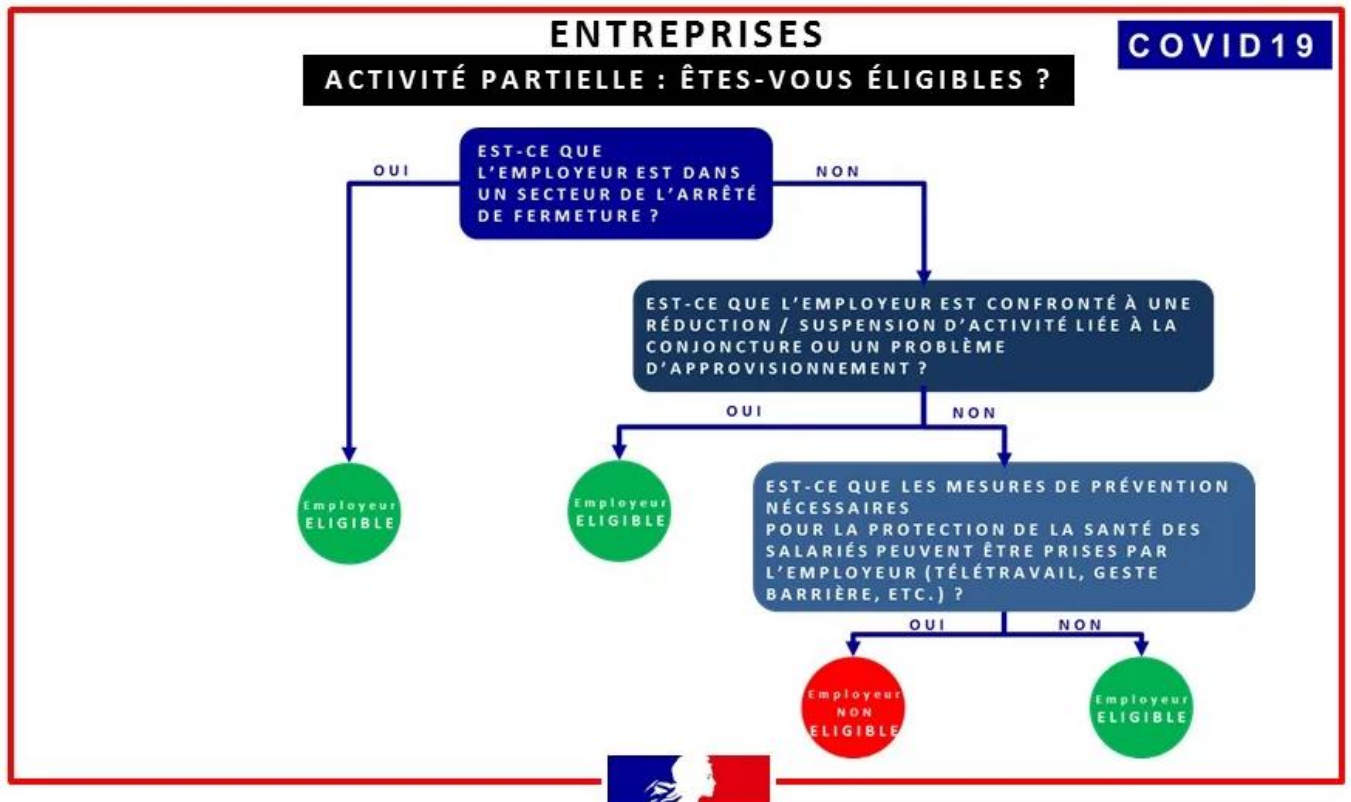 ENTREPRISES
COVID19
ACTIVITÉ PARTIELLE : ÊTES-VOUS ÉLIGIBLES ?
EST-CE QUE
L'EMPLOYEUR EST DANS
UN SECTEUR DE L'ARRÊTÉ
DE FERMETURE ?
OUI
NON
EST-CE QUE L'EMPLOYEUR EST CONFRONTÉ À UNE
RÉDUCTION / SUSPENSION D'ACTIVITÉ LIÉE À LA
CONJONCTURE OU UN PROBLÈME
D'APPROVISIONNEMENT ?
OUI
NON
Employeur
ELIGIBLE
Employeur
ELIGIBLE
EST-CE QUE LES MESURES DE PRÉVENTION
NÉCESSAIRES
POUR LA PROTECTION DE LA SANTÉ DES
SALARIÉS PEUVENT ÊTRE PRISES PAR
L'EMPLOYEUR (TÉLÉTRAVAIL, GESTE
BARRIÈRE, ETC.) ?
OUI
NON
Employeur
NON
ELIGIBLE
Employeur
ELIGIBLE